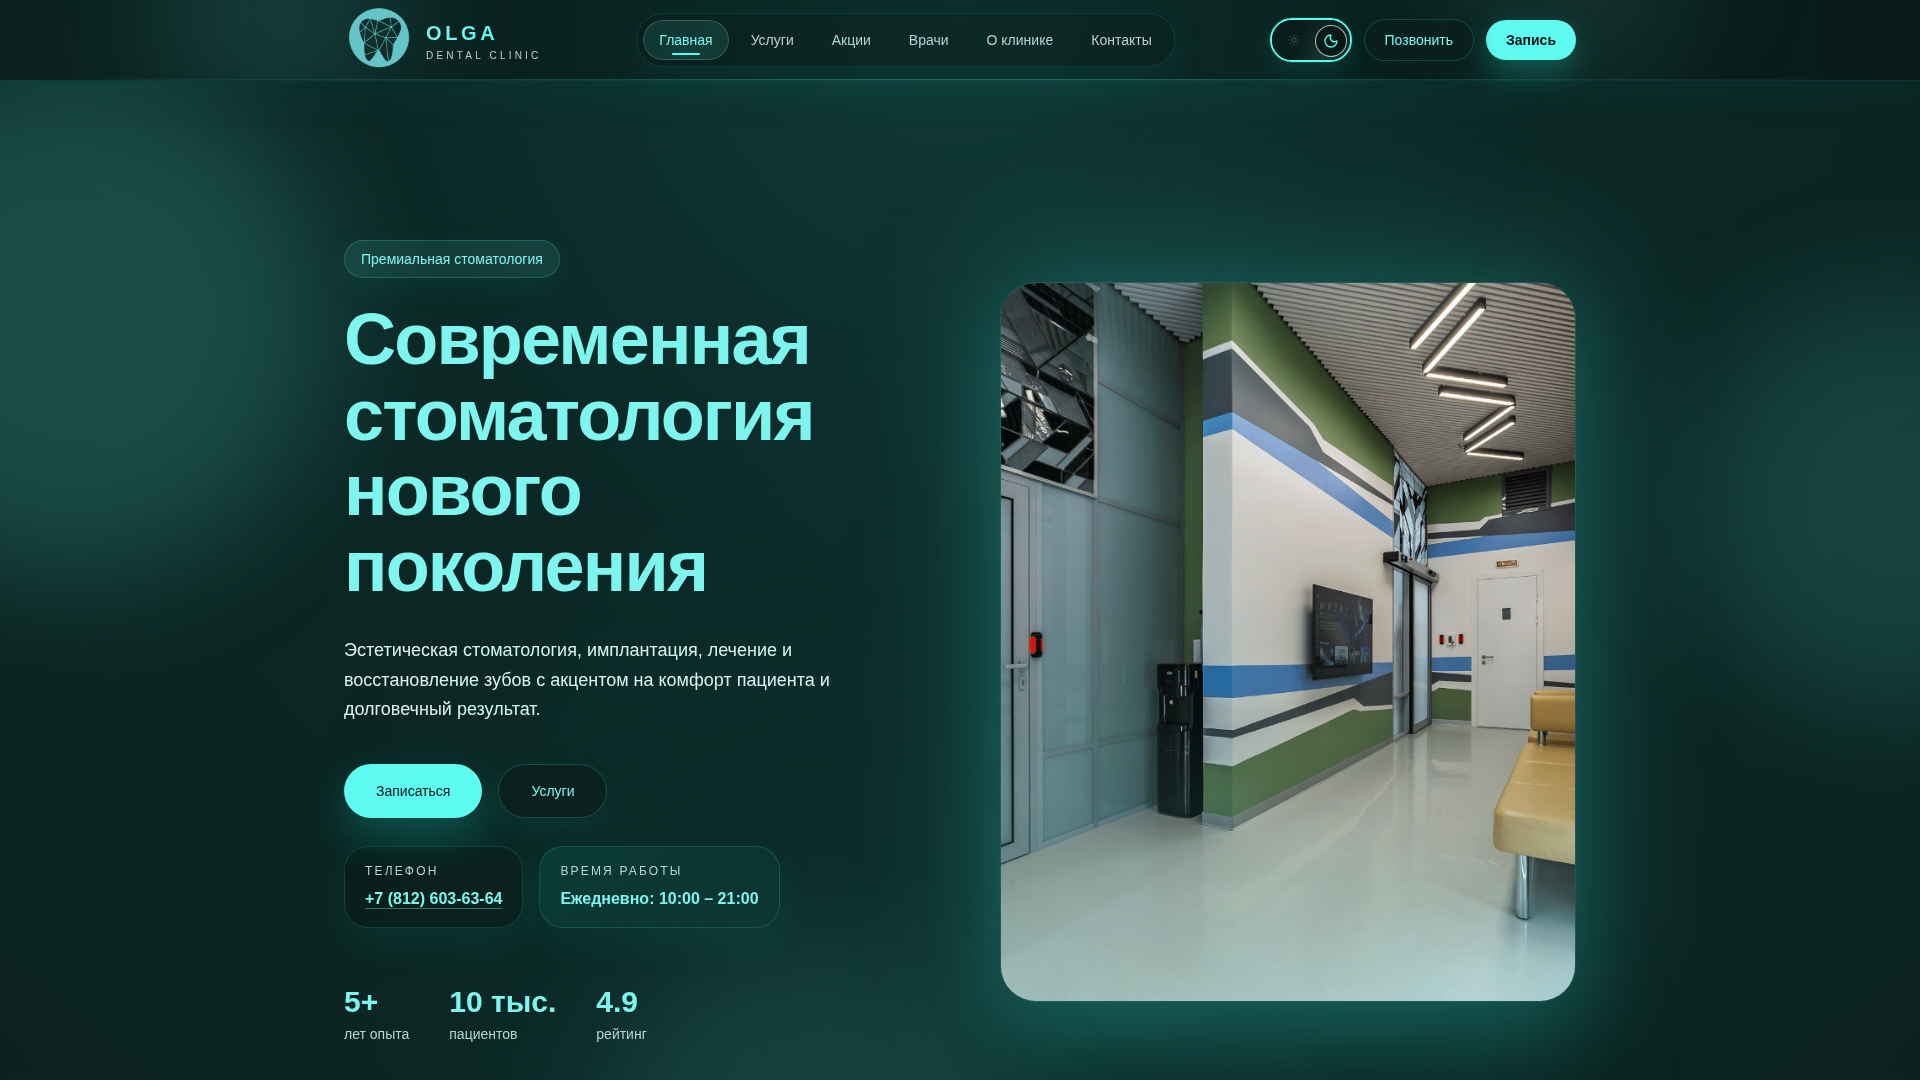 OLGA
DENTAL CLINIC
Главная
Услуги
Акции
Врачи
О клинике
Контакты
Позвонить
Запись
Премиальная стоматология
Современная
стоматология
нового
поколения
Эстетическая стоматология, имплантация, лечение и
восстановление зубов с акцентом на комфорт пациента и
долговечный результат.
Записаться
Услуги
ТЕЛЕФОН
+7 (812) 603-63-64
ВРЕМЯ РАБОТЫ
Ежедневно: 10:00 – 21:00
5+
лет опыта
10 тыс.
пациентов
4.9
рейтинг